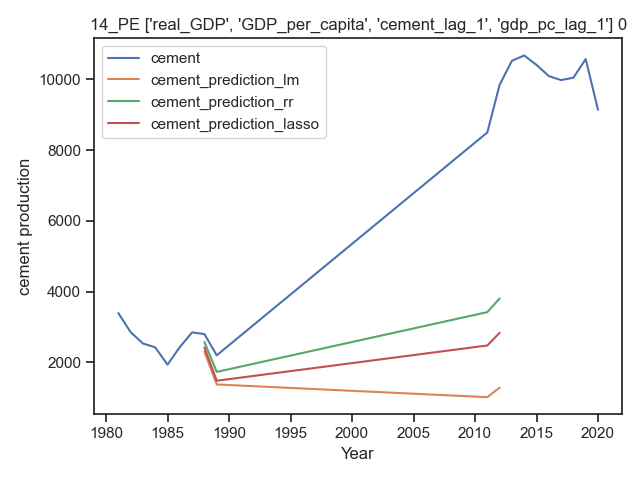 14_PE ['real_GDP', 'GDP_per_capita', 'cement_lag_1', 'gdp_pc_lag_1'] 0
cement
cement_prediction_lm
cement_prediction_rr
cement_prediction_lasso
cement production
10000
8000
6000
4000
2000
1980 1985 1990 1995 2000 2005 2010 2015 2020
Year